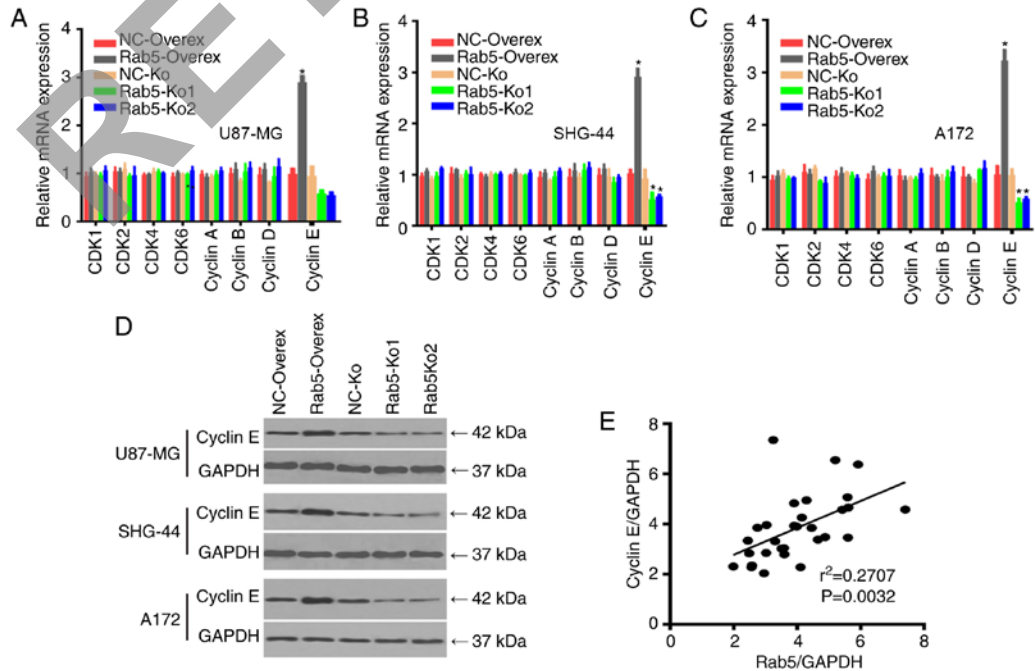 A
Relative mRNA expression
4
3
2
1
0
NC-Overex
Rab5-Overex
NC-Ko
Rab5-Ko1
Rab5-Ko2
U87-MG
*
CDK1
CDK2
CDK4
CDK6
Cyclin A
Cyclin B
Cyclin D
Cyclin E
B
Relative mRNA expression
4
3
2
1
0
NC-Overex
Rab5-Overex
NC-Ko
Rab5-Ko1
Rab5-Ko2
SHG-44
*
* *
CDK1
CDK2
CDK4
CDK6
Cyclin A
Cyclin B
Cyclin D
Cyclin E
C
Relative mRNA expression
4
3
2
1
0
NC-Overex
Rab5-Overex
NC-Ko
Rab5-Ko1
Rab5-Ko2
A172
*
**
CDK1
CDK2
CDK4
CDK6
Cyclin A
Cyclin B
Cyclin D
Cyclin E
D
NC-Overex
Rab5-Overex
NC-Ko
Rab5-Ko1
Rab5Ko2
U87-MG
Cyclin E ← 42 kDa
GAPDH ← 37 kDa
SHG-44
Cyclin E ← 42 kDa
GAPDH ← 37 kDa
A172
Cyclin E ← 42 kDa
GAPDH ← 37 kDa
E
Cyclin E/GAPDH
8
6
4
2
0
r²=0.2707
P=0.0032
0 2 4 6 8
Rab5/GAPDH